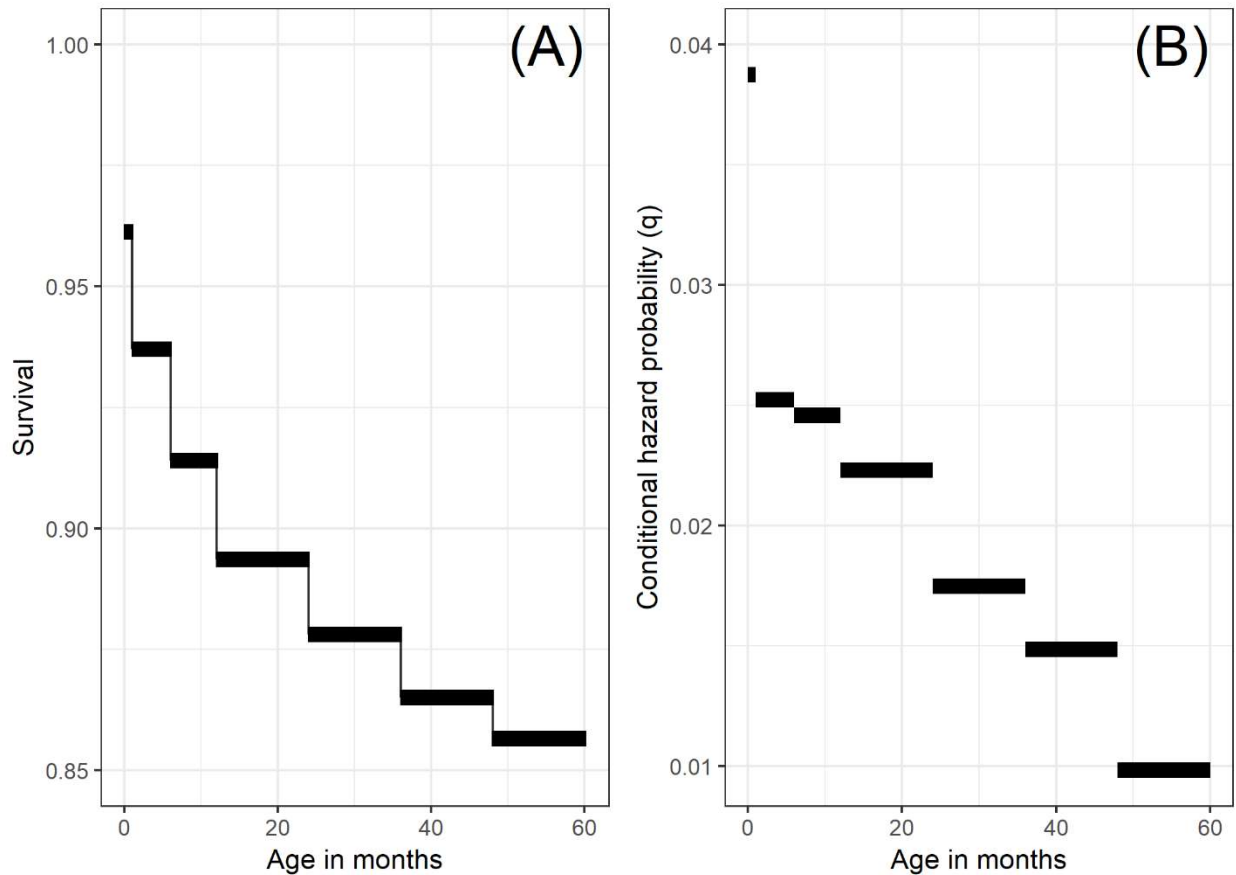 (A)
1.00
0.95
0.90
0.85
Survival
0 20 40 60
Age in months
(B)
0.04
0.03
0.02
0.01
Conditional hazard probability (q)
0 20 40 60
Age in months